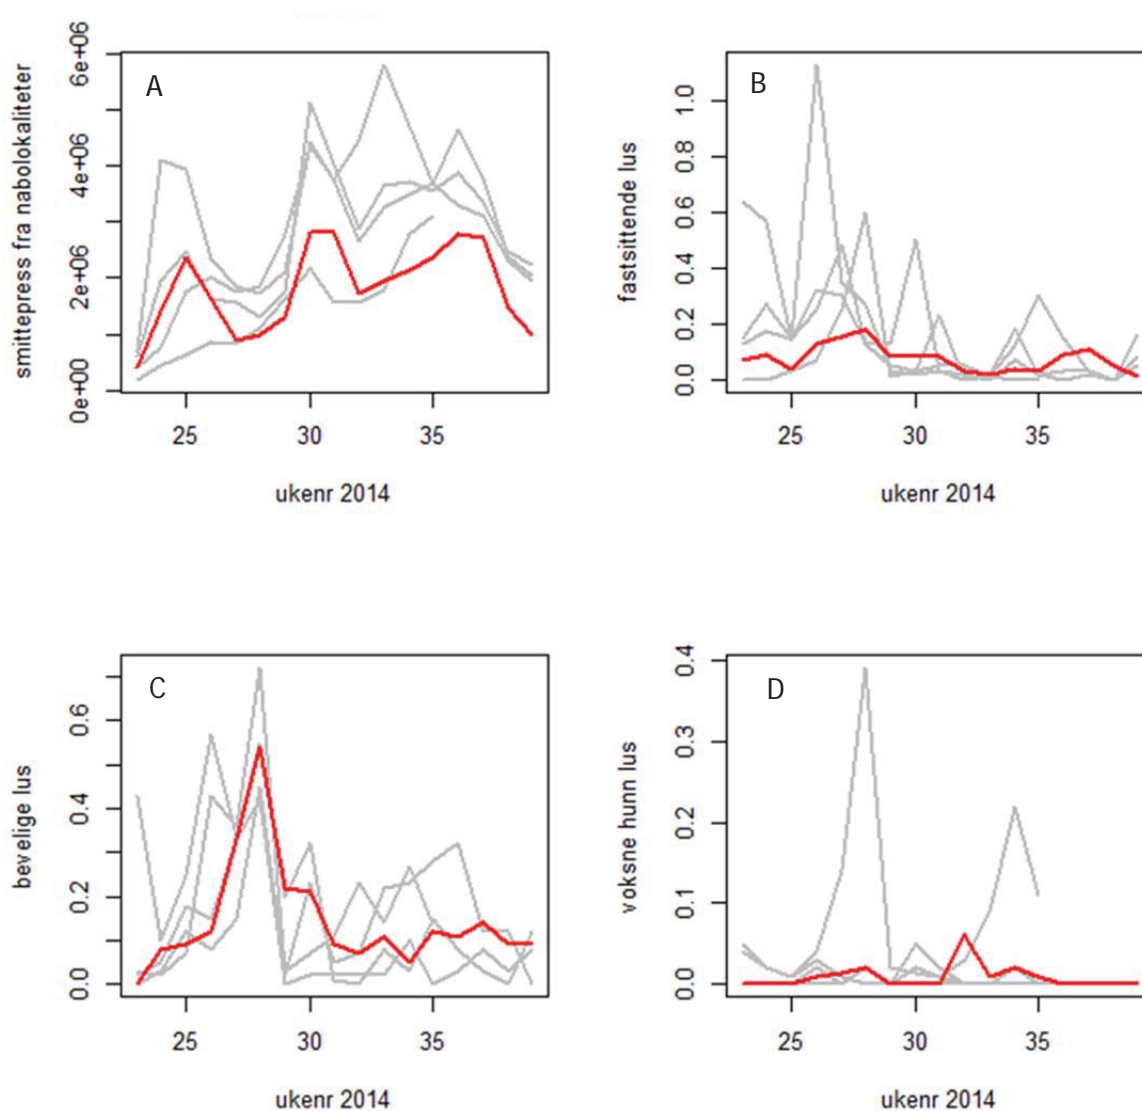 A
smittepress fra nabolokaliteter
0e+00
2e+06
4e+06
6e+06
25
30
35
ukenr 2014
B
fastsittende lus
0.0
0.2
0.4
0.6
0.8
1.0
25
30
35
ukenr 2014
C
bevelige lus
0.0
0.2
0.4
0.6
25
30
35
ukenr 2014
D
voksne hunn lus
0.0
0.1
0.2
0.3
0.4
25
30
35
ukenr 2014